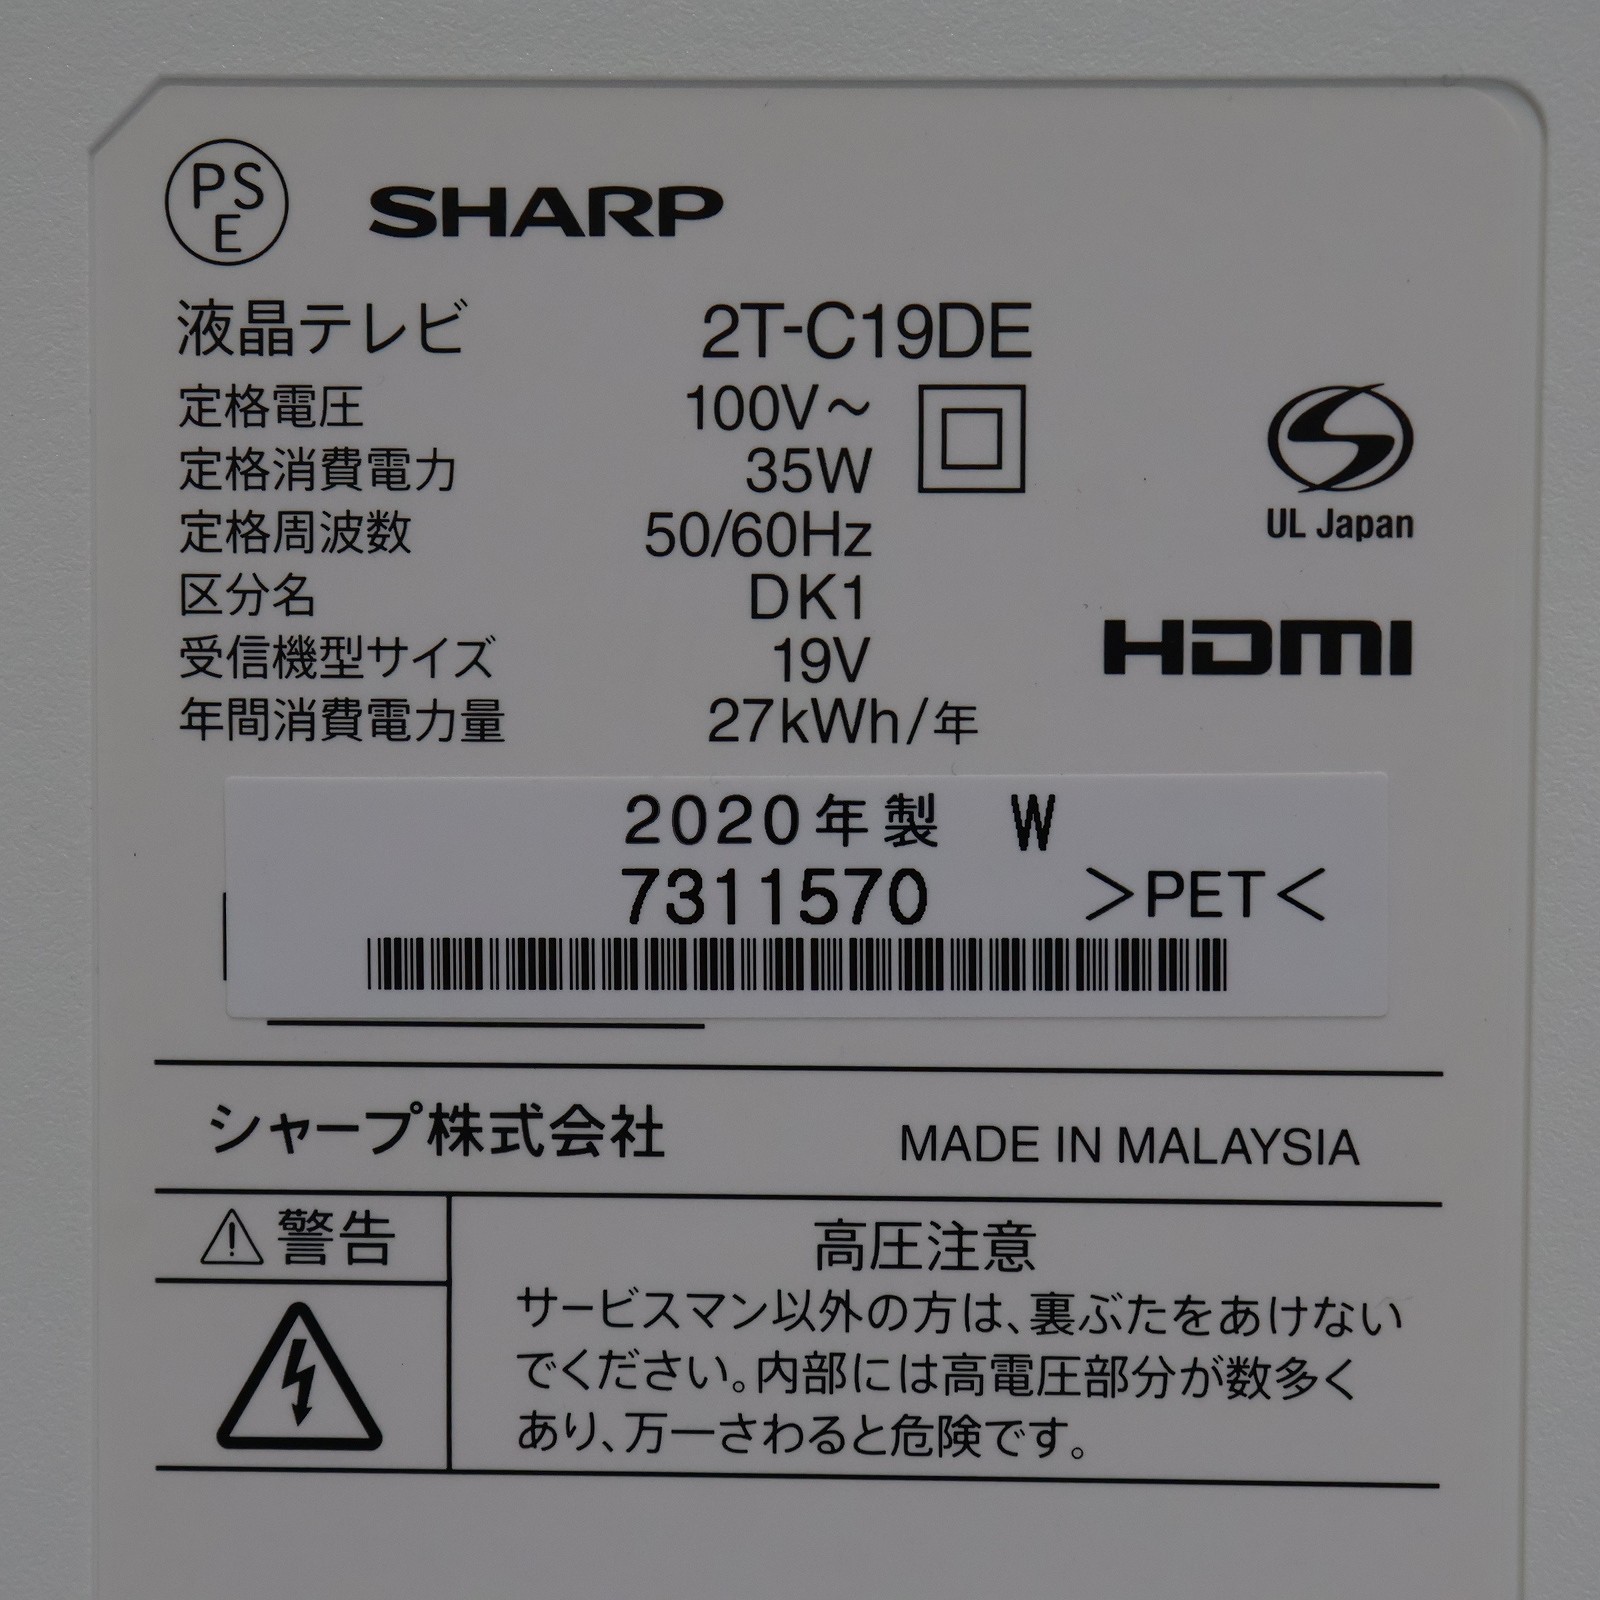 PSE SHARP
液晶テレビ 2T-C19DE
定格電圧 100V～
定格消費電力 35W
定格周波数 50/60Hz
区分名 DK1
受信機型サイズ 19V
年間消費電力量 27kWh/年
UL Japan
HDMI
2020年製 W
7311570 >PET<
シャープ株式会社 MADE IN MALAYSIA
警告
高圧注意
サービスマン以外の方は、裏ぶたをあけない
でください。内部には高電圧部分が数多く
あり、万一さわると危険です。